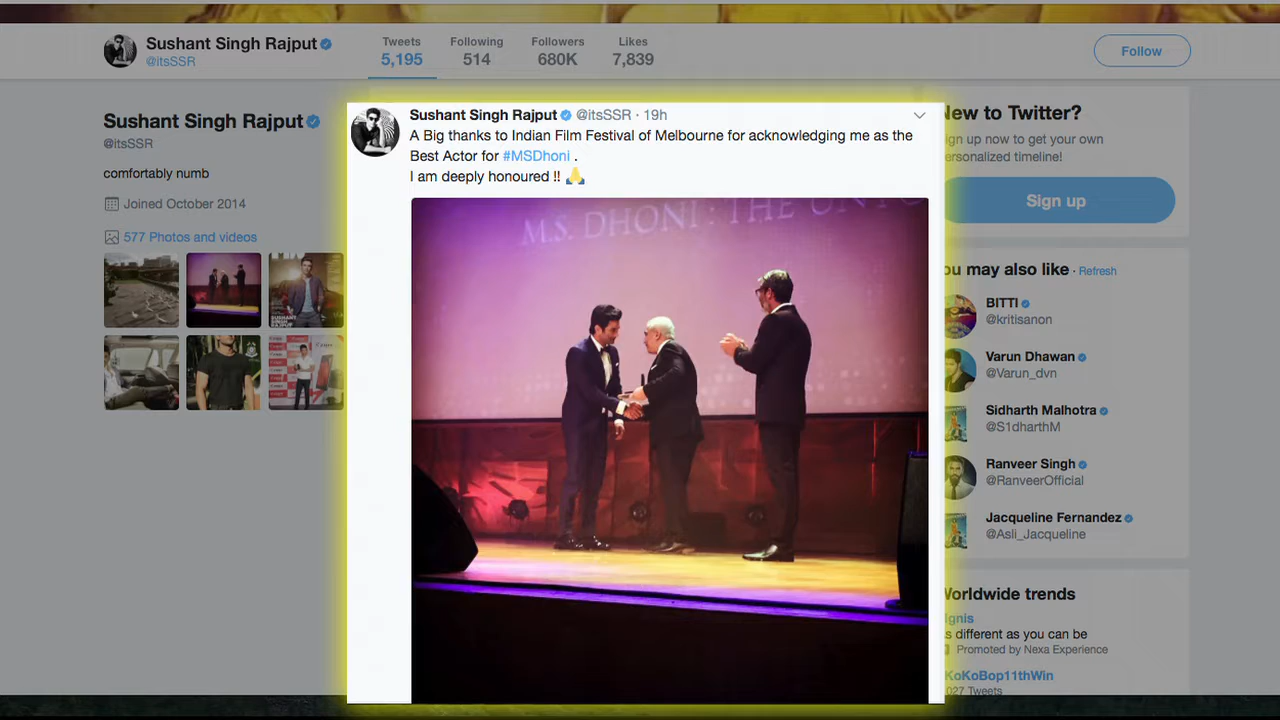 Sushant Singh Rajput
@itsSSR
Tweets
5,195
Following
514
Followers
680K
Likes
7,839
Follow
Sushant Singh Rajput
@itsSSR
comfortably numb
Joined October 2014
577 Photos and videos
Sushant Singh Rajput @itsSSR · 19h
A Big thanks to Indian Film Festival of Melbourne for acknowledging me as the
Best Actor for #MSDhoni .
I am deeply honoured !! 🙏
M.S. DHONI : THE
New to Twitter?
up now to get your own
personalized timeline!
Sign up
You may also like · Refresh
BITTI
@kritisanon
Varun Dhawan
@Varun_dvn
Sidharth Malhotra
@S1dharthM
Ranveer Singh
@RanveerOfficial
Jacqueline Fernandez
@Asli_Jacqueline
Worldwide trends
Ignis
different as you can be
Promoted by Nexa Experience
KoKoBop11thWin
Tweets